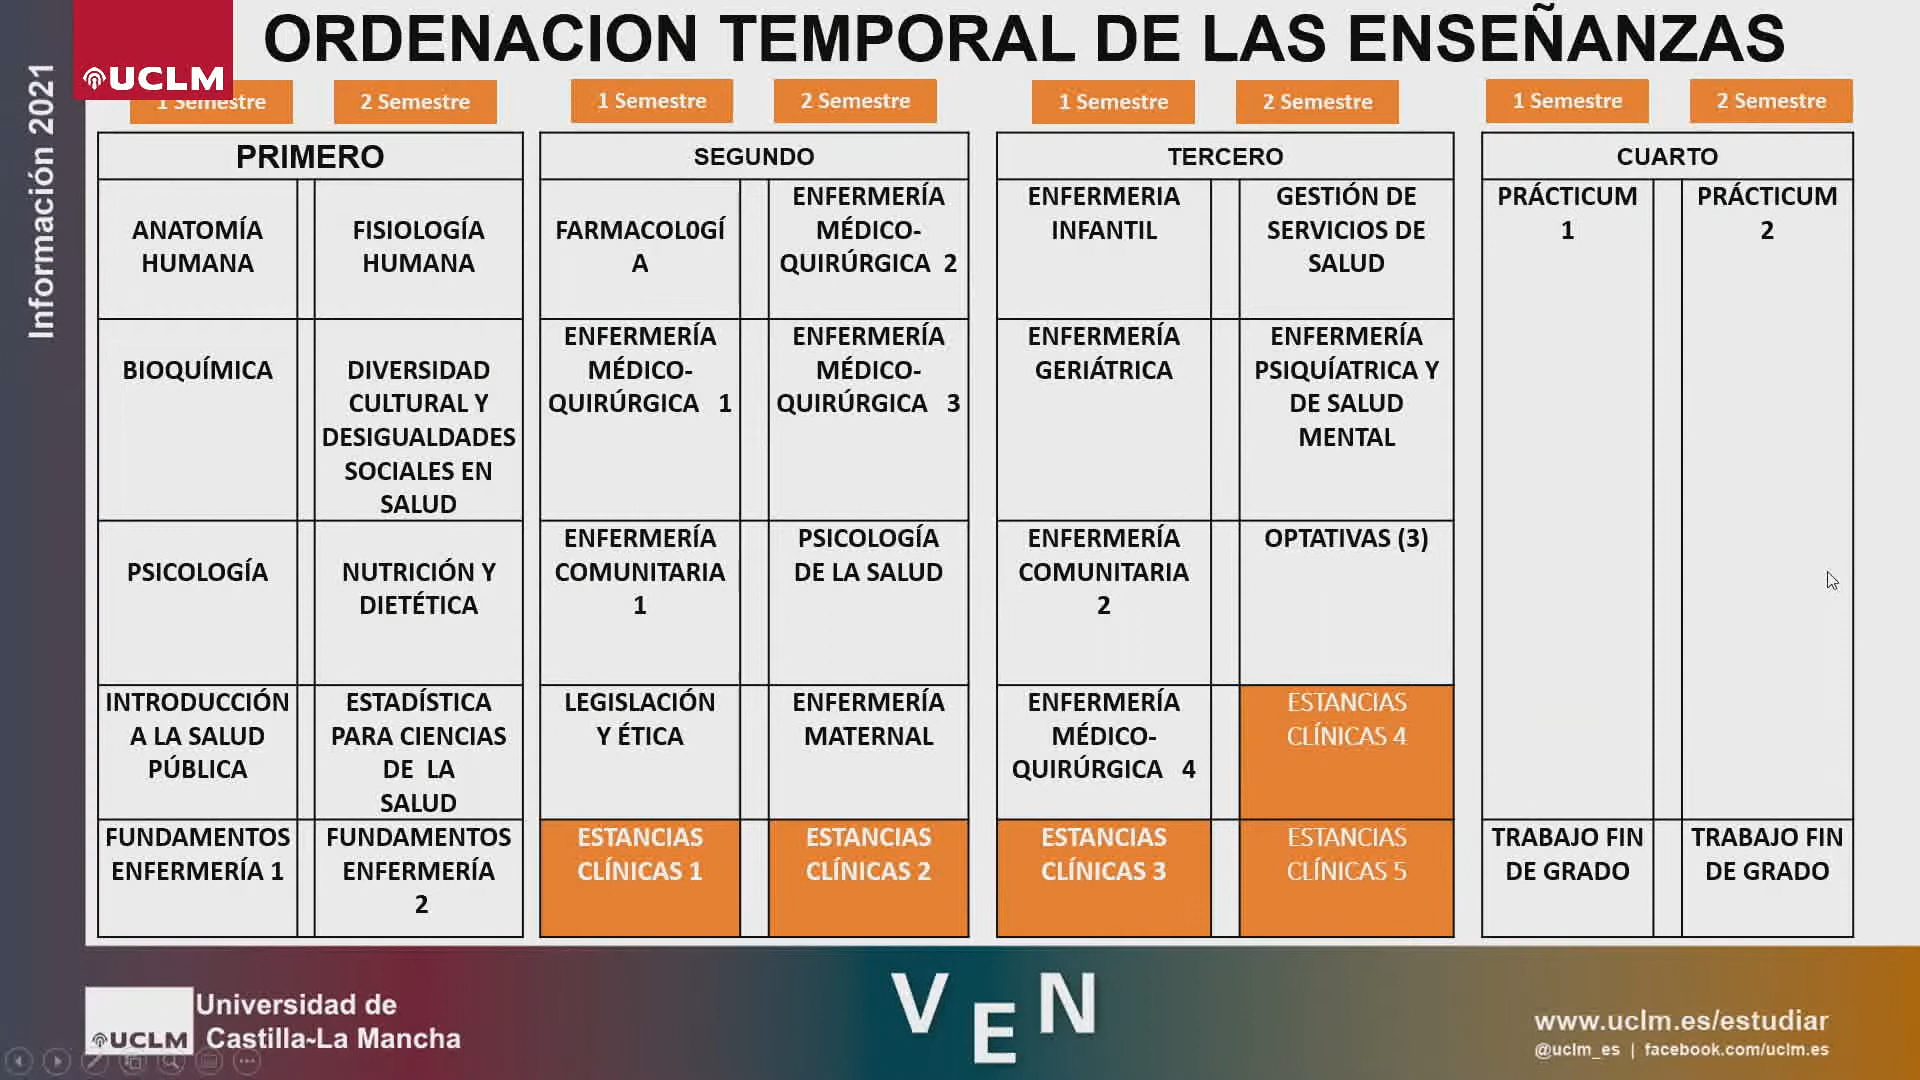 ORDENACION TEMPORAL DE LAS ENSEÑANZAS
UCLM
Información 2021
1 Semestre
2 Semestre
1 Semestre
2 Semestre
1 Semestre
2 Semestre
1 Semestre
2 Semestre
PRIMERO
ANATOMÍA
HUMANA
FISIOLOGÍA
HUMANA
BIOQUÍMICA
DIVERSIDAD
CULTURAL Y
DESIGUALDADES
SOCIALES EN
SALUD
PSICOLOGÍA
NUTRICIÓN Y
DIETÉTICA
INTRODUCCIÓN
A LA SALUD
PÚBLICA
ESTADÍSTICA
PARA CIENCIAS
DE LA
SALUD
FUNDAMENTOS
ENFERMERÍA 1
FUNDAMENTOS
ENFERMERÍA
2
SEGUNDO
FARMACOL0GÍ
A
ENFERMERÍA
MÉDICO-
QUIRÚRGICA 2
ENFERMERÍA
MÉDICO-
QUIRÚRGICA 1
ENFERMERÍA
MÉDICO-
QUIRÚRGICA 3
ENFERMERÍA
COMUNITARIA
1
PSICOLOGÍA
DE LA SALUD
LEGISLACIÓN
Y ÉTICA
ENFERMERÍA
MATERNAL
ESTANCIAS
CLÍNICAS 1
ESTANCIAS
CLÍNICAS 2
TERCERO
ENFERMERIA
INFANTIL
GESTIÓN DE
SERVICIOS DE
SALUD
ENFERMERÍA
GERIÁTRICA
ENFERMERÍA
PSIQUÍATRICA Y
DE SALUD
MENTAL
ENFERMERÍA
COMUNITARIA
2
OPTATIVAS (3)
ENFERMERÍA
MÉDICO-
QUIRÚRGICA 4
ESTANCIAS
CLÍNICAS 4
ESTANCIAS
CLÍNICAS 3
ESTANCIAS
CLÍNICAS 5
CUARTO
PRÁCTICUM
1
PRÁCTICUM
2
TRABAJO FIN
DE GRADO
TRABAJO FIN
DE GRADO
UCLM
Universidad de
Castilla~La Mancha
VEN
www.uclm.es/estudiar
@uclm_es | facebook.com/uclm.es